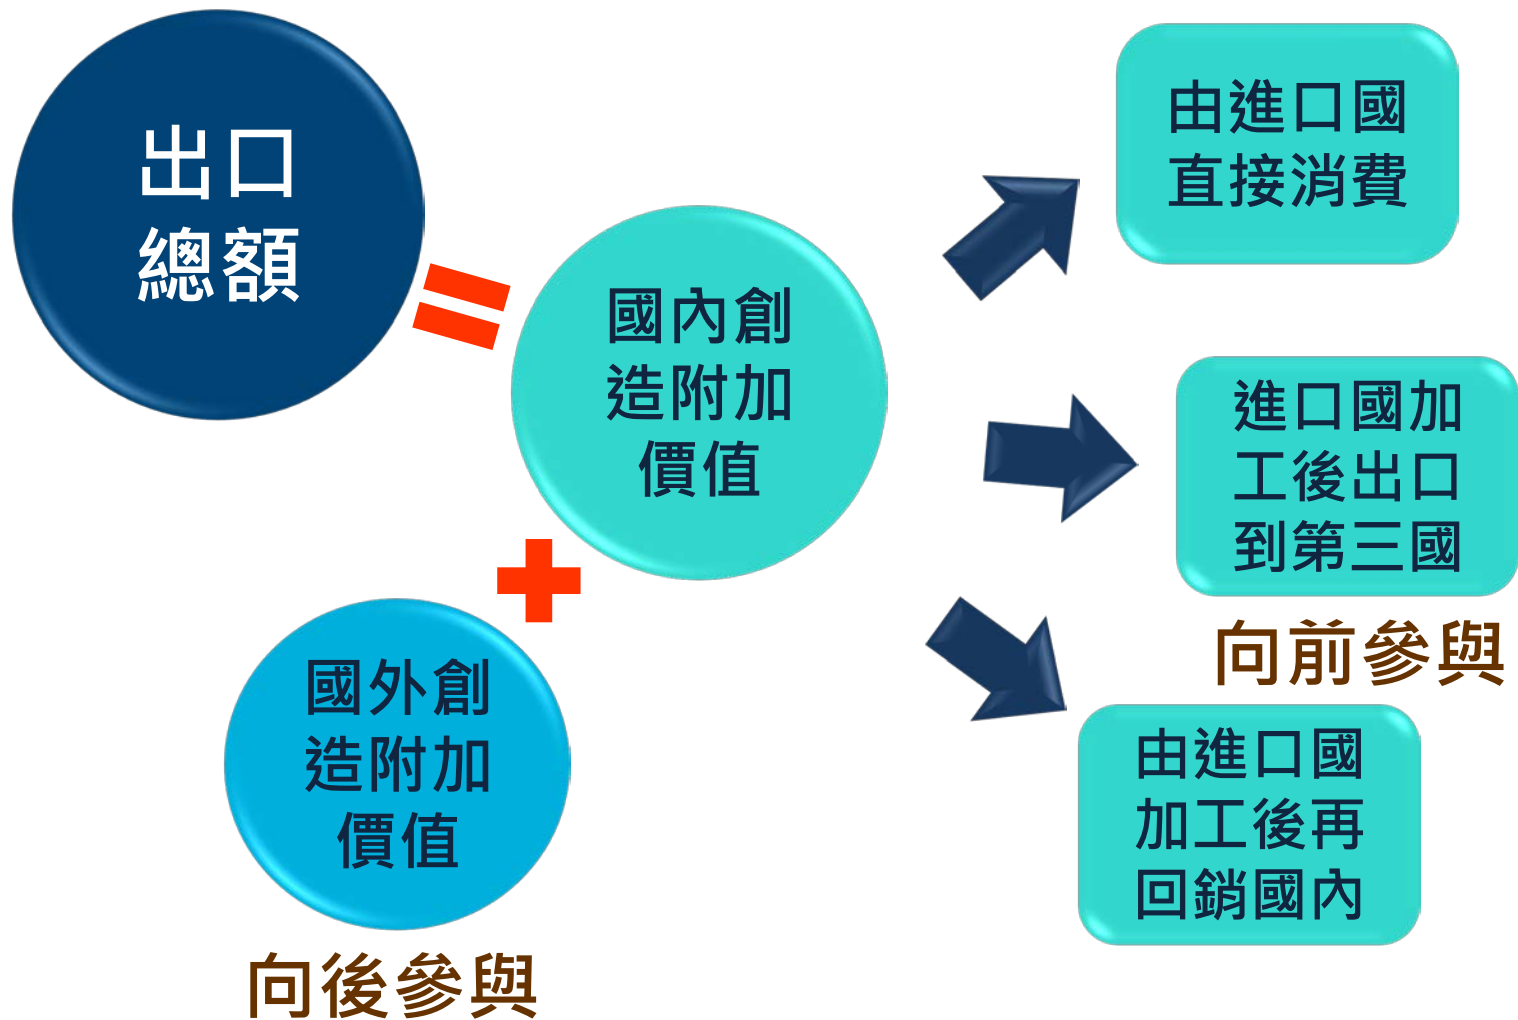 出口
總額
國內創
造附加
價值
國外創
造附加
價值
向後參與
由進口國
直接消費
進口國加
工後出口
到第三國
向前參與
由進口國
加工後再
回銷國內